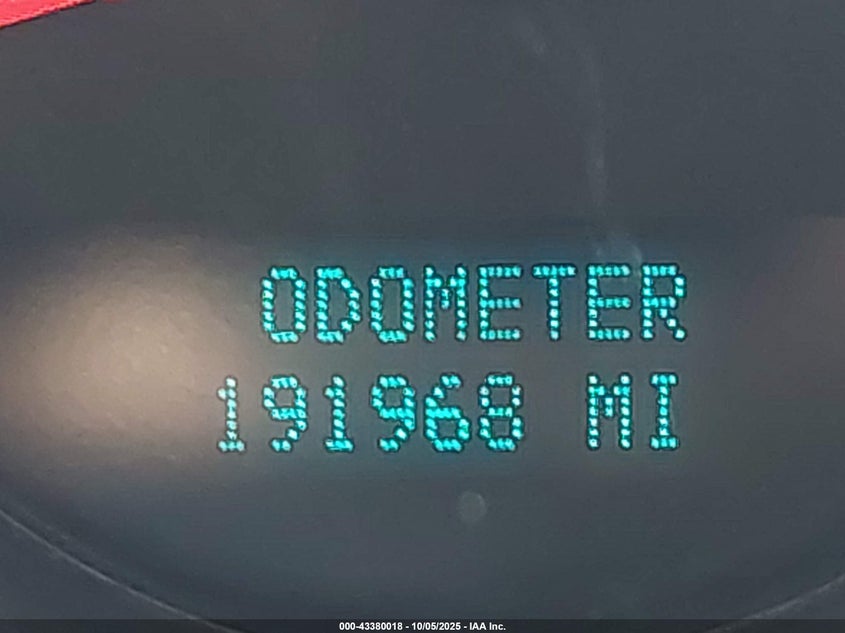 ODOMETER
191968 MI
000-43380018 - 10/05/2025 - IAA Inc.